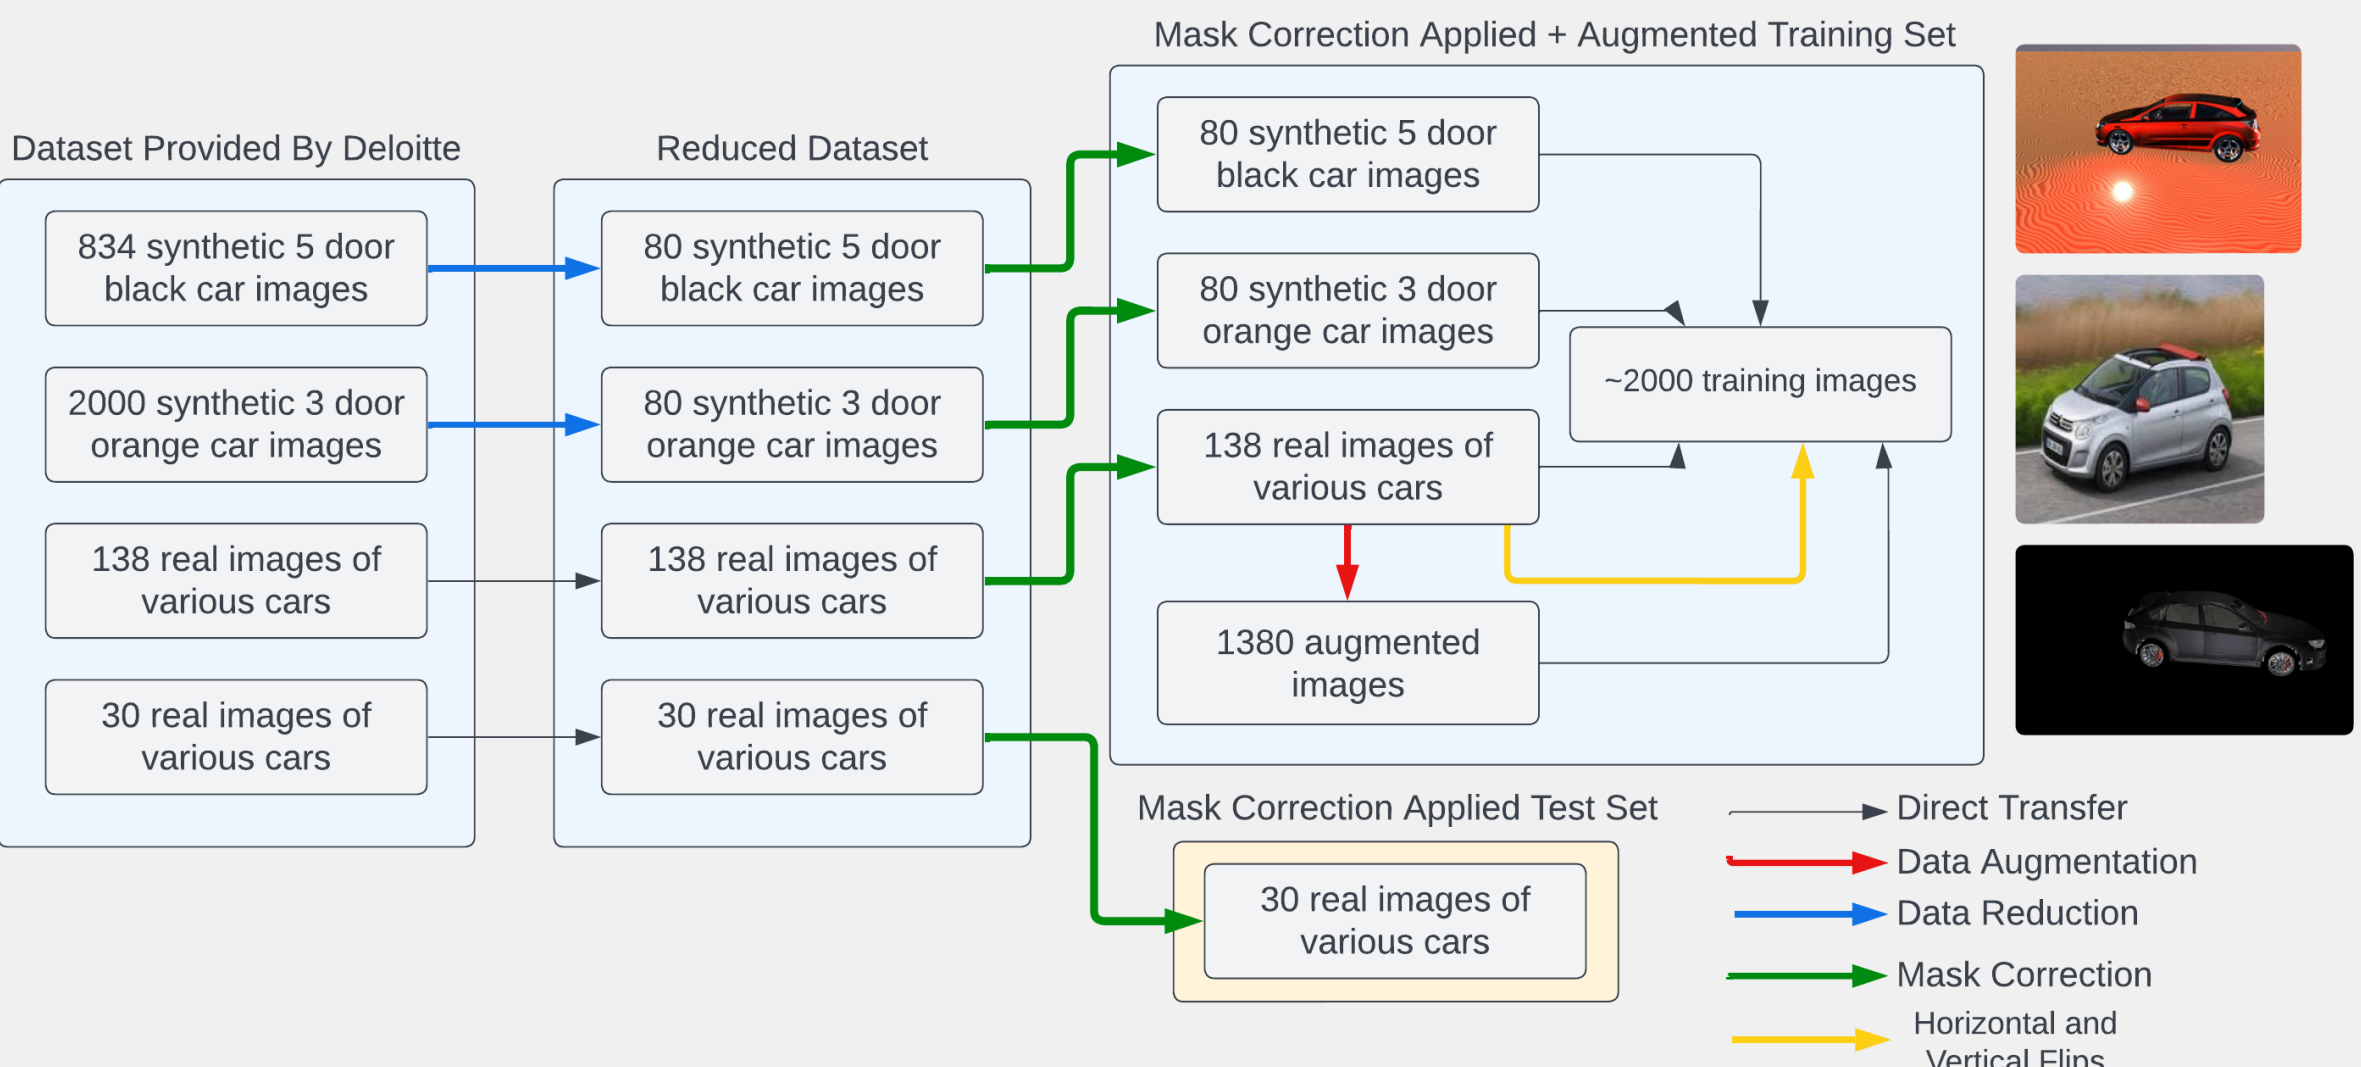 Mask Correction Applied + Augmented Training Set
Dataset Provided By Deloitte
Reduced Dataset
834 synthetic 5 door
black car images
2000 synthetic 3 door
orange car images
138 real images of
various cars
30 real images of
various cars
80 synthetic 5 door
black car images
80 synthetic 3 door
orange car images
138 real images of
various cars
30 real images of
various cars
80 synthetic 5 door
black car images
80 synthetic 3 door
orange car images
138 real images of
various cars
1380 augmented
images
~2000 training images
Mask Correction Applied Test Set
30 real images of
various cars
Direct Transfer
Data Augmentation
Data Reduction
Mask Correction
Horizontal and
Vertical Flips